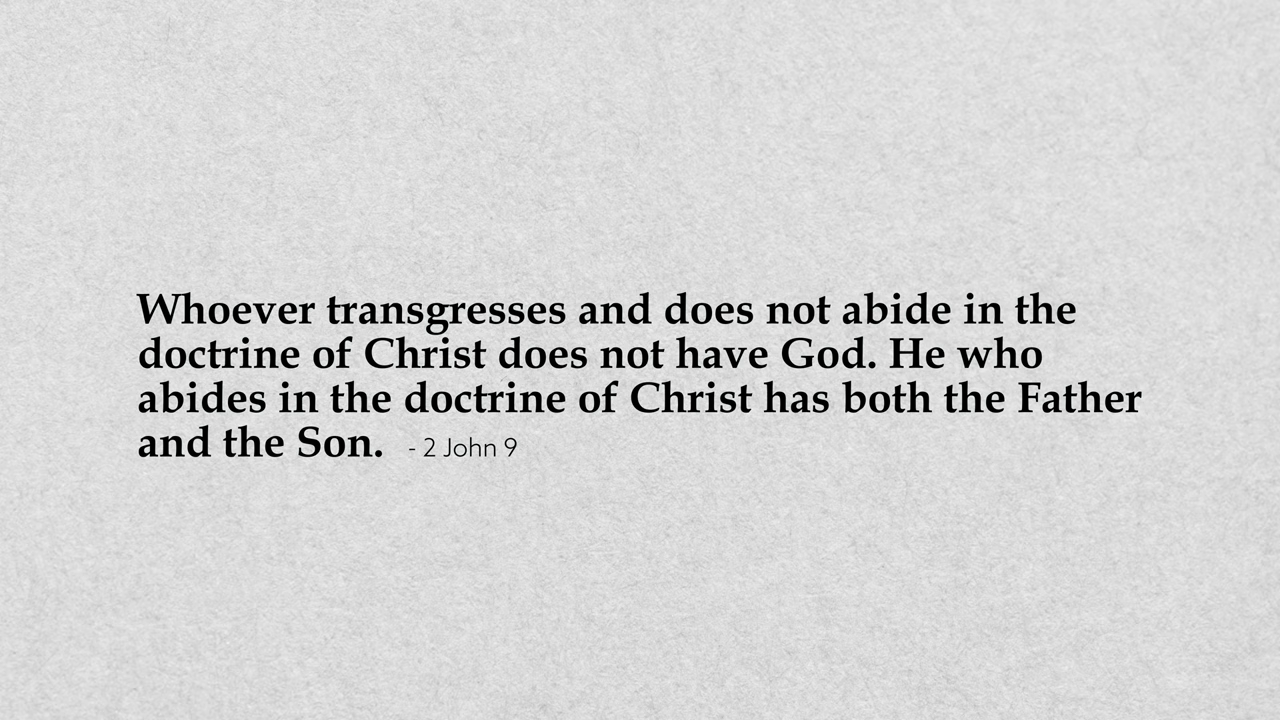 Whoever transgresses and does not abide in the
doctrine of Christ does not have God. He who
abides in the doctrine of Christ has both the Father
and the Son. - 2 John 9